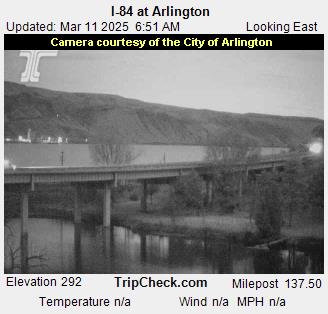 I-84 at Arlington
Updated: Mar 11 2025 6:51 AM Looking East
Camera courtesy of the City of Arlington
Elevation 292 TripCheck.com Milepost 137.50
Temperature n/a Wind n/a MPH n/a